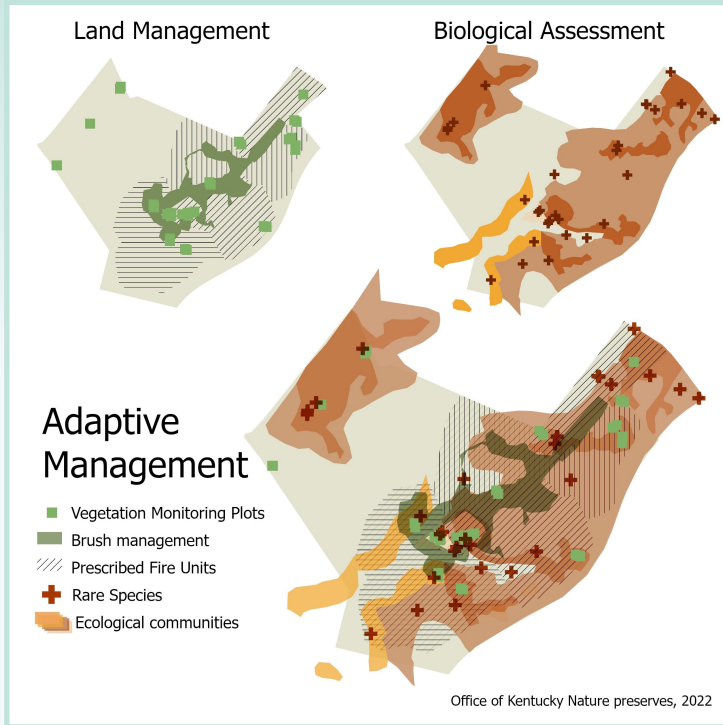 Land Management
Biological Assessment
Adaptive
Management
Vegetation Monitoring Plots
Brush management
Prescribed Fire Units
Rare Species
Ecological communities
Office of Kentucky Nature preserves, 2022